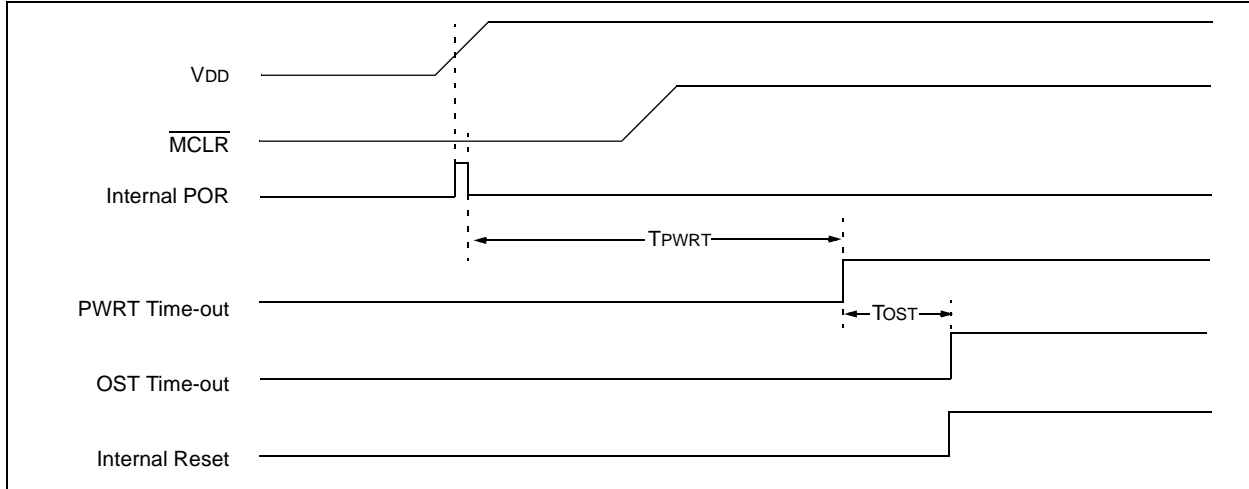 VDD
MCLR
Internal POR
TPWRT
PWRT Time-out
TOST
OST Time-out
Internal Reset